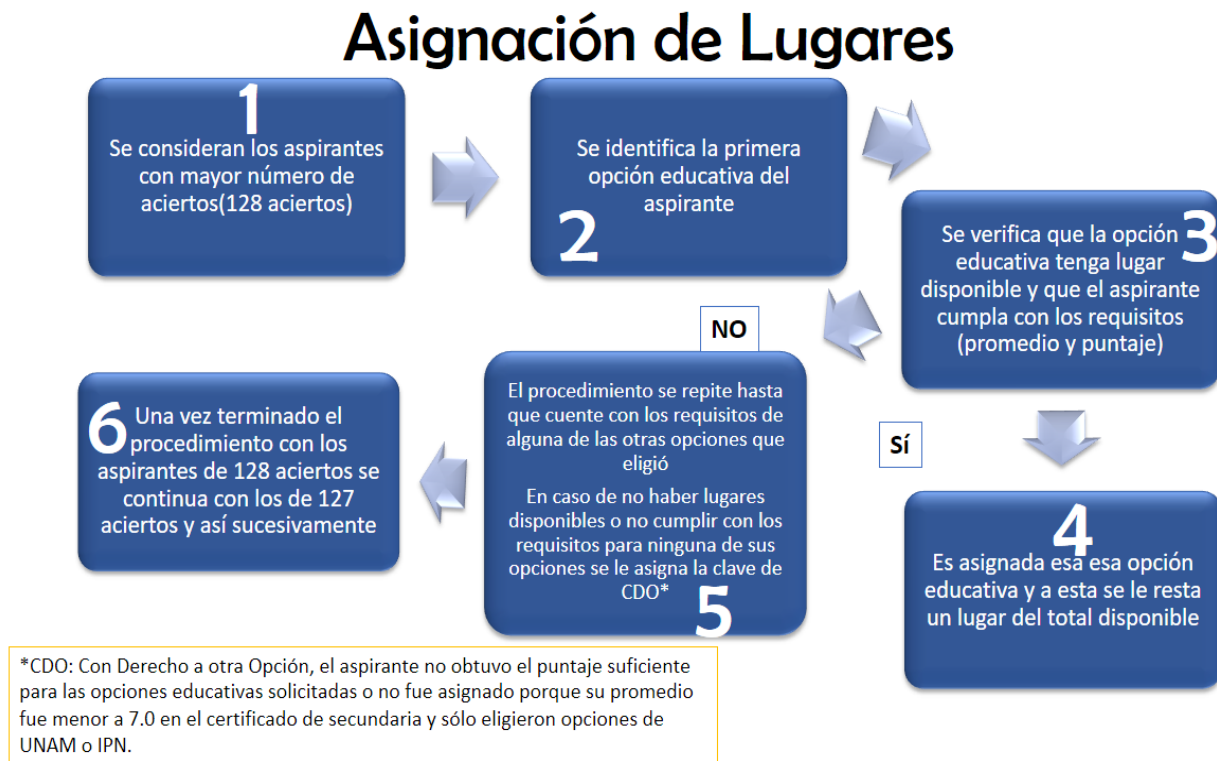 Asignación de Lugares
1
Se consideran los aspirantes
con mayor número de
aciertos(128 aciertos)
Se identifica la primera
opción educativa del
aspirante
2
3
Se verifica que la opción
educativa tenga lugar
disponible y que el aspirante
cumpla con los requisitos
(promedio y puntaje)
NO
Sí
4
Es asignada esa esa opción
educativa y a esta se le resta
un lugar del total disponible
El procedimiento se repite hasta
que cuente con los requisitos de
alguna de las otras opciones que
eligió
En caso de no haber lugares
disponibles o no cumplir con los
requisitos para ninguna de sus
opciones se le asigna la clave de
CDO*
5
6
Una vez terminado el
procedimiento con los
aspirantes de 128 aciertos se
continua con los de 127
aciertos y así sucesivamente
*CDO: Con Derecho a otra Opción, el aspirante no obtuvo el puntaje suficiente
para las opciones educativas solicitadas o no fue asignado porque su promedio
fue menor a 7.0 en el certificado de secundaria y sólo eligieron opciones de
UNAM o IPN.